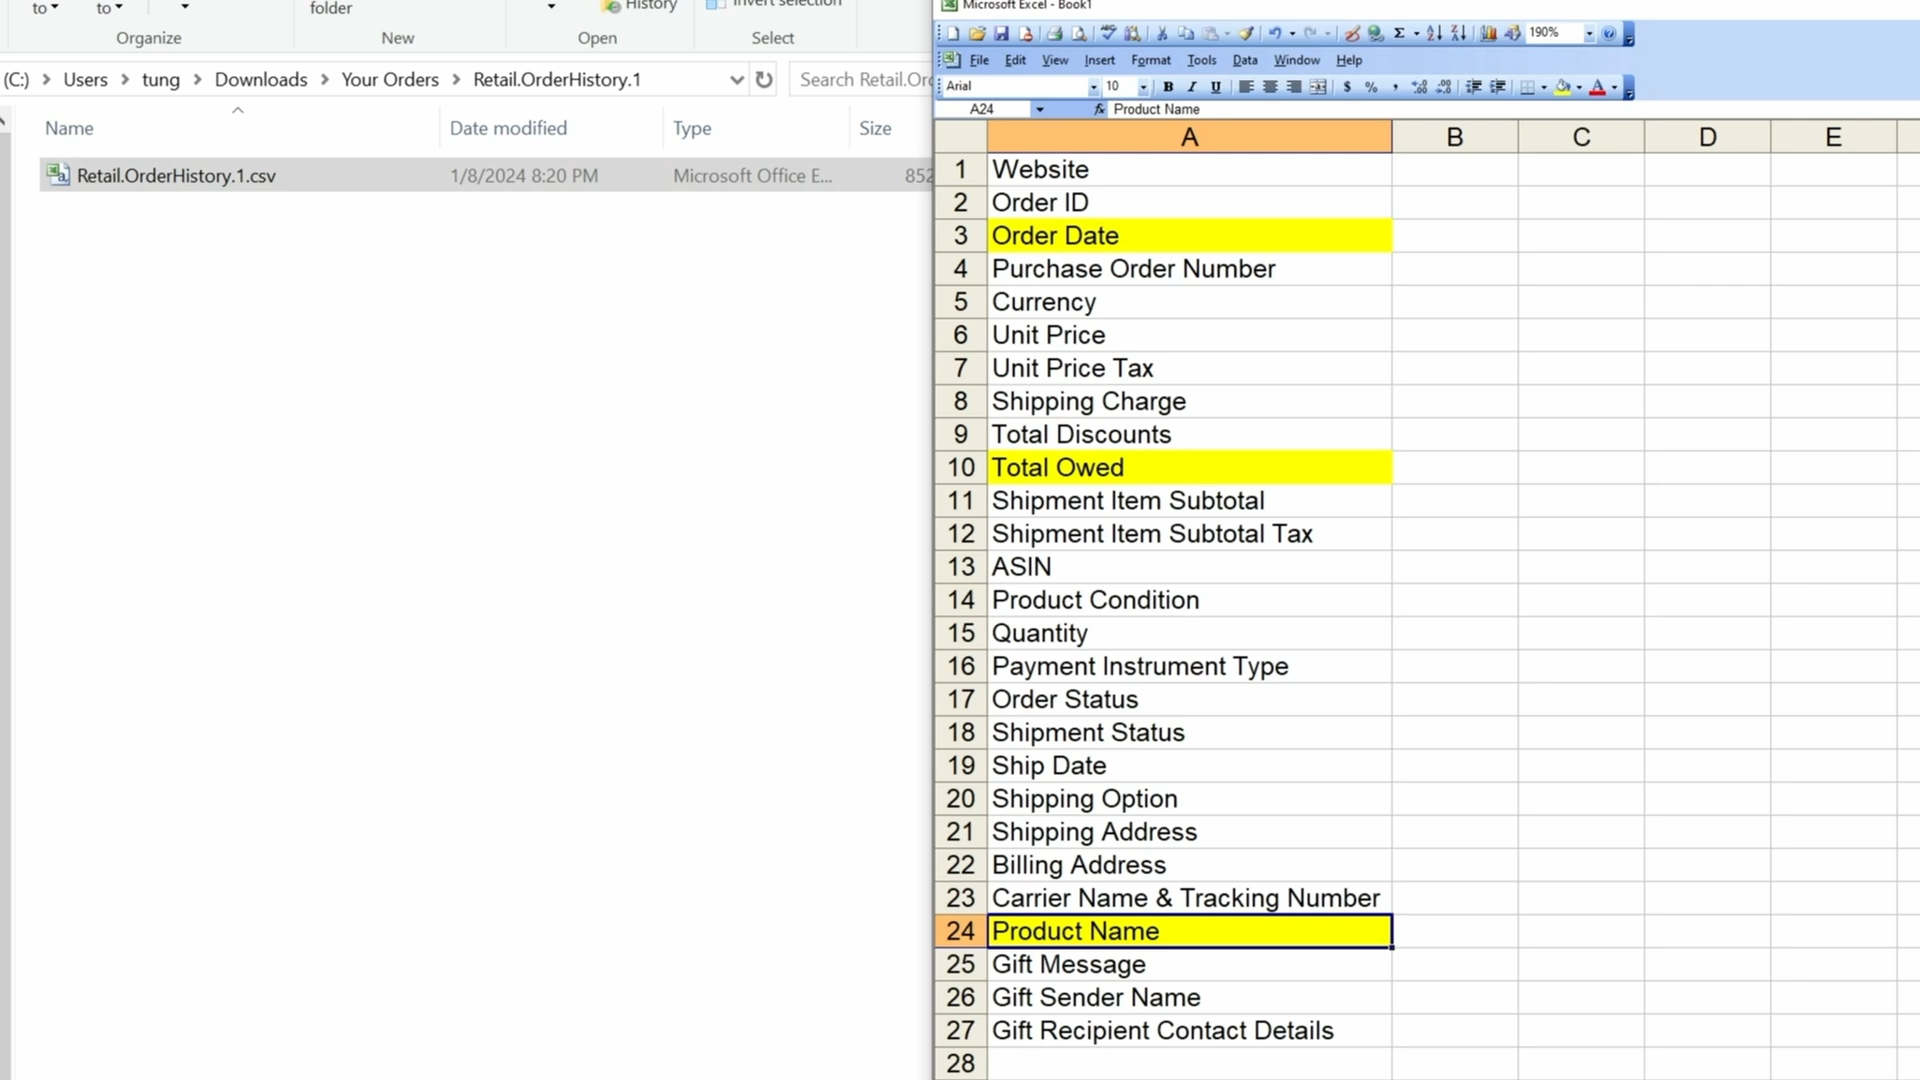 to to folder History Invert selection
Organize New Open Select
(C:) Users tung Downloads Your Orders Retail.OrderHistory.1 Search Retail.Or
Name Date modified Type Size
Retail.OrderHistory.1.csv 1/8/2024 8:20 PM Microsoft Office E... 852
Microsoft Excel - Book1
190%
File Edit View Insert Format Tools Data Window Help
Arial 10 B I U $ % ,
A24 fx Product Name
A B C D E
1 Website
2 Order ID
3 Order Date
4 Purchase Order Number
5 Currency
6 Unit Price
7 Unit Price Tax
8 Shipping Charge
9 Total Discounts
10 Total Owed
11 Shipment Item Subtotal
12 Shipment Item Subtotal Tax
13 ASIN
14 Product Condition
15 Quantity
16 Payment Instrument Type
17 Order Status
18 Shipment Status
19 Ship Date
20 Shipping Option
21 Shipping Address
22 Billing Address
23 Carrier Name & Tracking Number
24 Product Name
25 Gift Message
26 Gift Sender Name
27 Gift Recipient Contact Details
28